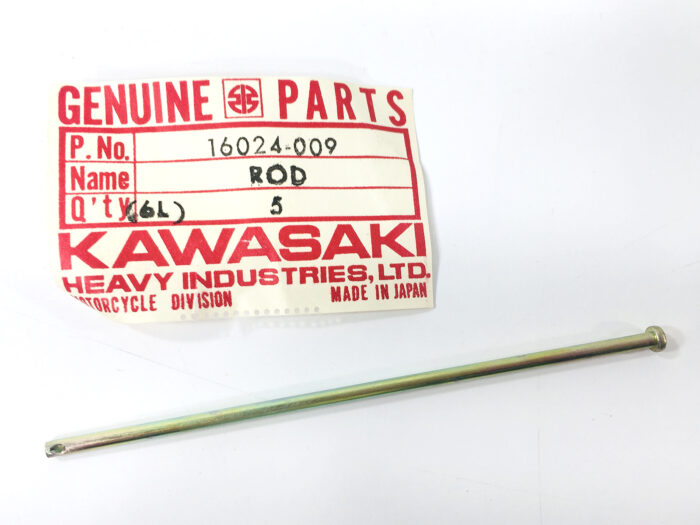 GENUINE PARTS
P. No. 16024-009
Name ROD
Q'ty (6L) 5
KAWASAKI
HEAVY INDUSTRIES, LTD.
MOTORCYCLE DIVISION MADE IN JAPAN